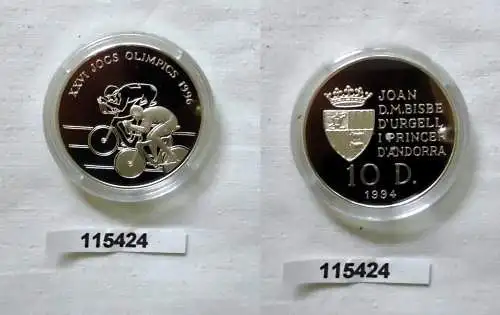 XXVI JOCS OLIMPICS 1996
115424
JOAN
D.M.BISBE
D'URGELL
I PRINCEP
D'ANDORRA
10 D.
1994
115424